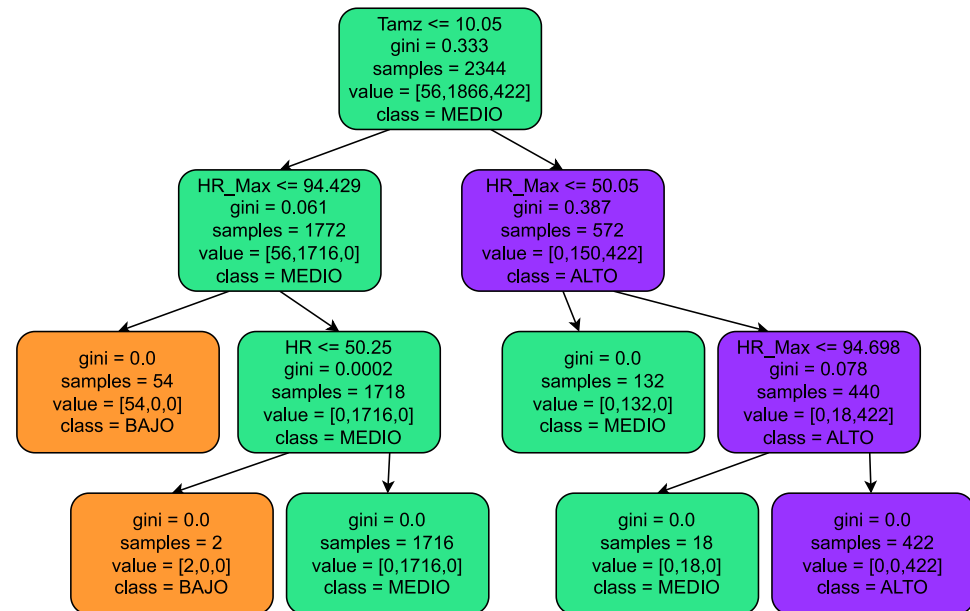 Tamz <= 10.05
gini = 0.333
samples = 2344
value = [56,1866,422]
class = MEDIO
HR_Max <= 94.429
gini = 0.061
samples = 1772
value = [56,1716,0]
class = MEDIO
HR_Max <= 50.05
gini = 0.387
samples = 572
value = [0,150,422]
class = ALTO
gini = 0.0
samples = 54
value = [54,0,0]
class = BAJO
HR <= 50.25
gini = 0.0002
samples = 1718
value = [0,1716,0]
class = MEDIO
gini = 0.0
samples = 132
value = [0,132,0]
class = MEDIO
HR_Max <= 94.698
gini = 0.078
samples = 440
value = [0,18,422]
class = ALTO
gini = 0.0
samples = 2
value = [2,0,0]
class = BAJO
gini = 0.0
samples = 1716
value = [0,1716,0]
class = MEDIO
gini = 0.0
samples = 18
value = [0,18,0]
class = MEDIO
gini = 0.0
samples = 422
value = [0,0,422]
class = ALTO